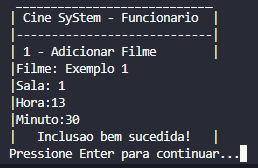 ____________________________
| Cine SyStem - Funcionario  |
|----------------------------|
| 1 - Adicionar Filme        |
|Filme: Exemplo 1
|Sala: 1
|Hora:13
|Minuto:30
|   Inclusao bem sucedida!   |
Pressione Enter para continuar...